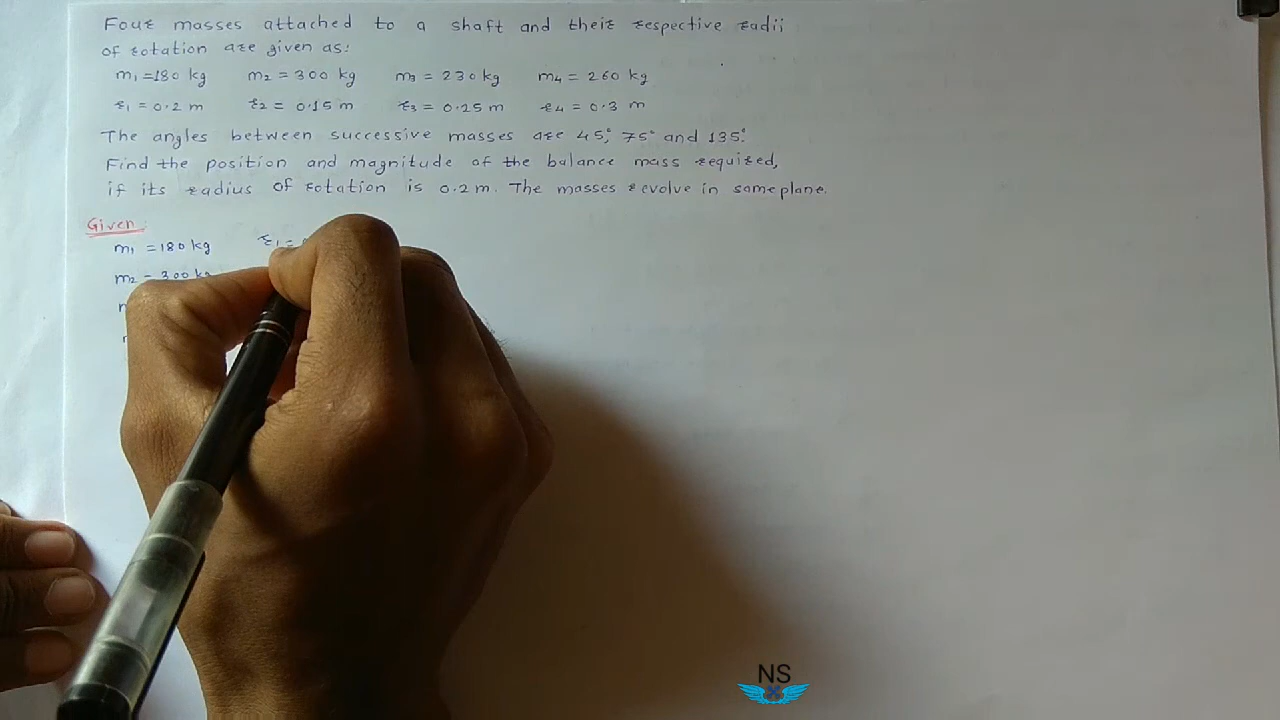 Four masses attached to a shaft and their respective radii
of rotation are given as:
m1 = 180 kg m2 = 300 kg m3 = 230 kg m4 = 260 kg
r1 = 0.2 m r2 = 0.15 m r3 = 0.25 m r4 = 0.3 m
The angles between successive masses are 45°, 75° and 135°.
Find the position and magnitude of the balance mass required,
if its radius of rotation is 0.2 m. The masses revolve in same plane.
Given:
m1 = 180 kg r1 =
m2 = 300 kg
NS